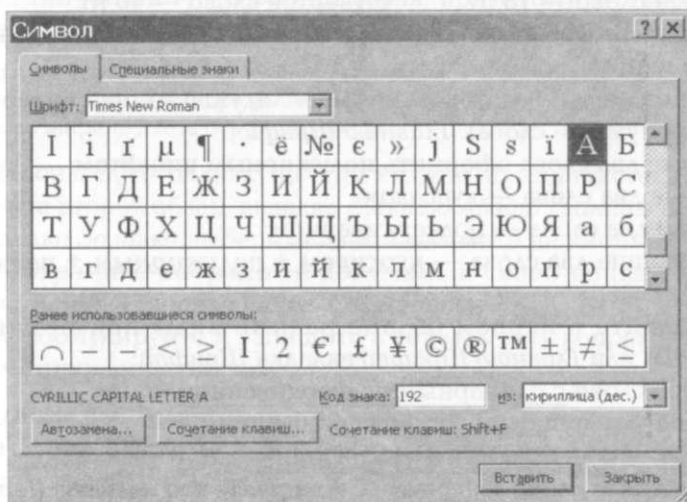 Символ ? ×
Символы Специальные знаки
Шрифт: Times New Roman
І і ґ µ ¶ · ё № є » ј Ѕ ѕ ї А Б
В Г Д Е Ж З И Й К Л М Н О П Р С
Т У Ф Х Ц Ч Ш Щ Ъ Ы Ь Э Ю Я а б
в г д е ж з и й к л м н о п р с
Ранее использовавшиеся символы:
⌒ – – < ≥ I 2 € £ ¥ © ® ™ ± ≠ ≤
CYRILLIC CAPITAL LETTER A Код знака: 192 из: кириллица (дес.)
Автозамена... Сочетание клавиш... Сочетание клавиш: Shift+F
Вставить Закрыть